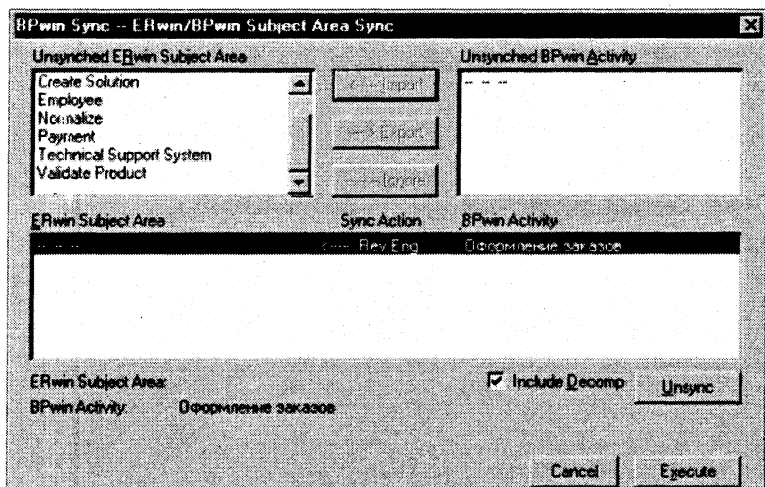 BPwin Sync -- ERwin/BPwin Subject Area Sync
Unsynched ERwin Subject Area
Unsynched BPwin Activity
Create Solution
Employee
Normalize
Payment
Technical Support System
Validate Product
<--- Import
---> Export
<---> Ignore
- - -
ERwin Subject Area Sync Action BPwin Activity
- - - <--- Rev Eng Оформление заказов
ERwin Subject Area:
Include Decomp
Unsync
BPwin Activity: Оформление заказов
Cancel
Execute